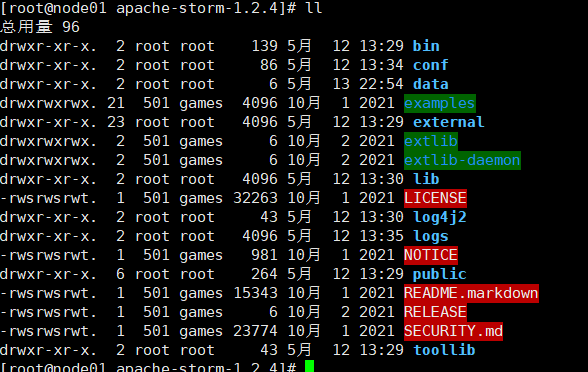 [root@node01 apache-storm-1.2.4]# ll
总用量 96
drwxr-xr-x.  2 root root    139 5月  12 13:29 bin
drwxr-xr-x.  2 root root     86 5月  12 13:34 conf
drwxr-xr-x.  2 root root      6 5月  13 22:54 data
drwxrwxrwx. 21  501 games  4096 10月  1 2021 examples
drwxr-xr-x. 23 root root   4096 5月  12 13:29 external
drwxrwxrwx.  2  501 games     6 10月  2 2021 extlib
drwxrwxrwx.  2  501 games     6 10月  2 2021 extlib-daemon
drwxr-xr-x.  2 root root   4096 5月  12 13:30 lib
-rwsrwsrwt.  1  501 games 32263 10月  1 2021 LICENSE
drwxr-xr-x.  2 root root     43 5月  12 13:30 log4j2
drwxr-xr-x.  2 root root   4096 5月  12 13:35 logs
-rwsrwsrwt.  1  501 games   981 10月  1 2021 NOTICE
drwxr-xr-x.  6 root root    264 5月  12 13:29 public
-rwsrwsrwt.  1  501 games 15343 10月  1 2021 README.markdown
-rwsrwsrwt.  1  501 games     6 10月  2 2021 RELEASE
-rwsrwsrwt.  1  501 games 23774 10月  1 2021 SECURITY.md
drwxr-xr-x.  2 root root     43 5月  12 13:29 toollib
[root@node01 apache-storm-1.2.4]#